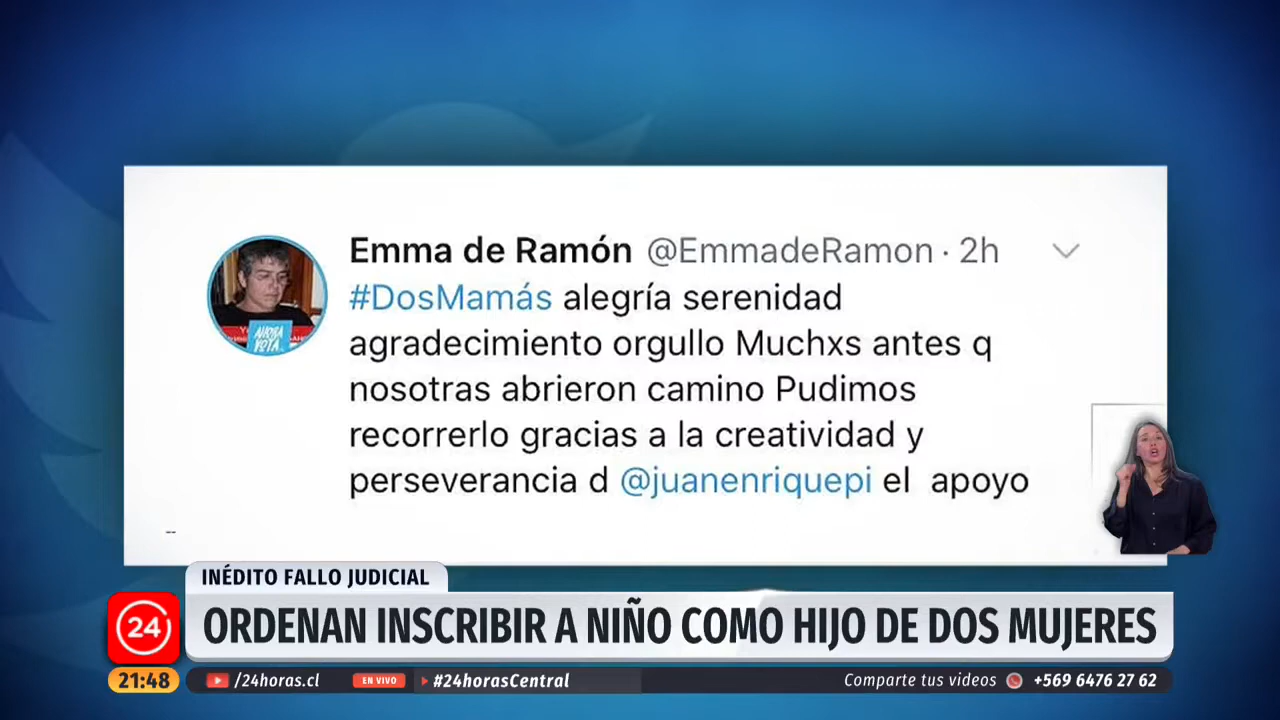 Emma de Ramón @EmmadeRamon · 2h
#DosMamás alegría serenidad
agradecimiento orgullo Muchxs antes q
nosotras abrieron camino Pudimos
recorrerlo gracias a la creatividad y
perseverancia d @juanenriquepi el apoyo
AHORA
VOTA
INÉDITO FALLO JUDICIAL
24
ORDENAN INSCRIBIR A NIÑO COMO HIJO DE DOS MUJERES
21:48 /24horas.cl EN VIVO #24horasCentral Comparte tus videos +569 6476 27 62